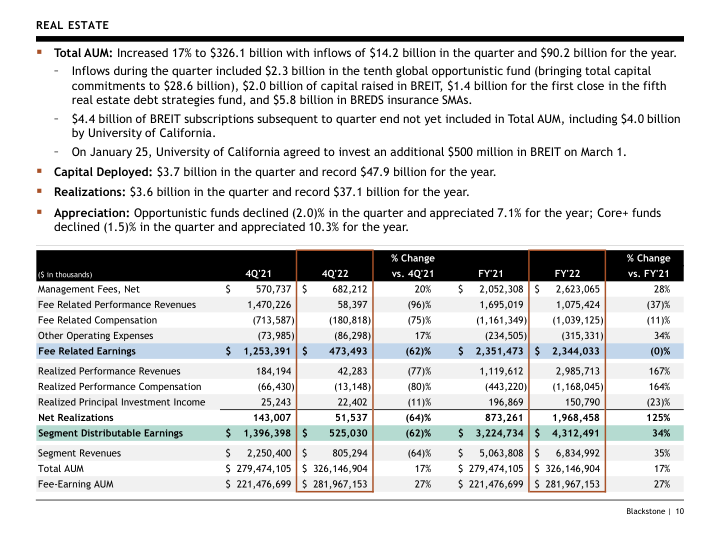 REAL ESTATE
▪ Total AUM: Increased 17% to $326.1 billion with inflows of $14.2 billion in the quarter and $90.2 billion for the year.
– Inflows during the quarter included $2.3 billion in the tenth global opportunistic fund (bringing total capital
commitments to $28.6 billion), $2.0 billion of capital raised in BREIT, $1.4 billion for the first close in the fifth
real estate debt strategies fund, and $5.8 billion in BREDS insurance SMAs.
– $4.4 billion of BREIT subscriptions subsequent to quarter end not yet included in Total AUM, including $4.0 billion
by University of California.
– On January 25, University of California agreed to invest an additional $500 million in BREIT on March 1.
▪ Capital Deployed: $3.7 billion in the quarter and record $47.9 billion for the year.
▪ Realizations: $3.6 billion in the quarter and record $37.1 billion for the year.
▪ Appreciation: Opportunistic funds declined (2.0)% in the quarter and appreciated 7.1% for the year; Core+ funds
declined (1.5)% in the quarter and appreciated 10.3% for the year.
% Change % Change
($ in thousands) 4Q'21 4Q'22 vs. 4Q'21 FY'21 FY'22 vs. FY'21
Management Fees, Net $ 570,737 $ 682,212 20% $ 2,052,308 $ 2,623,065 28%
Fee Related Performance Revenues 1,470,226 58,397 (96)% 1,695,019 1,075,424 (37)%
Fee Related Compensation (713,587) (180,818) (75)% (1,161,349) (1,039,125) (11)%
Other Operating Expenses (73,985) (86,298) 17% (234,505) (315,331) 34%
Fee Related Earnings $ 1,253,391 $ 473,493 (62)% $ 2,351,473 $ 2,344,033 (0)%
Realized Performance Revenues 184,194 42,283 (77)% 1,119,612 2,985,713 167%
Realized Performance Compensation (66,430) (13,148) (80)% (443,220) (1,168,045) 164%
Realized Principal Investment Income 25,243 22,402 (11)% 196,869 150,790 (23)%
Net Realizations 143,007 51,537 (64)% 873,261 1,968,458 125%
Segment Distributable Earnings $ 1,396,398 $ 525,030 (62)% $ 3,224,734 $ 4,312,491 34%
Segment Revenues $ 2,250,400 $ 805,294 (64)% $ 5,063,808 $ 6,834,992 35%
Total AUM $ 279,474,105 $ 326,146,904 17% $ 279,474,105 $ 326,146,904 17%
Fee-Earning AUM $ 221,476,699 $ 281,967,153 27% $ 221,476,699 $ 281,967,153 27%
Blackstone | 10